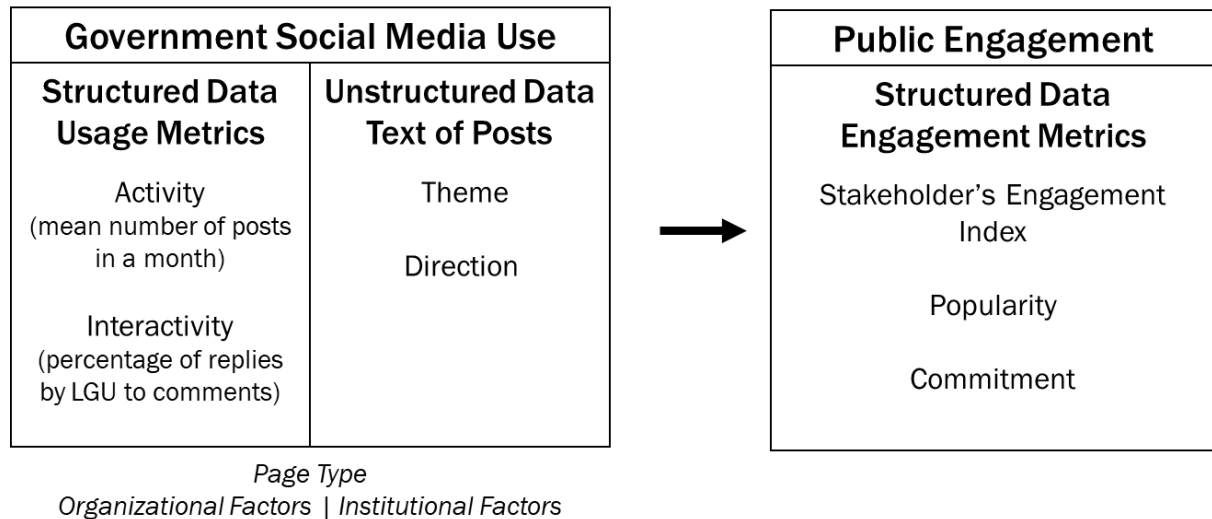 Government Social Media Use
Structured Data
Usage Metrics
Activity
(mean number of posts
in a month)
Interactivity
(percentage of replies
by LGU to comments)
Unstructured Data
Text of Posts
Theme
Direction
Page Type
Organizational Factors | Institutional Factors
Public Engagement
Structured Data
Engagement Metrics
Stakeholder's Engagement
Index
Popularity
Commitment